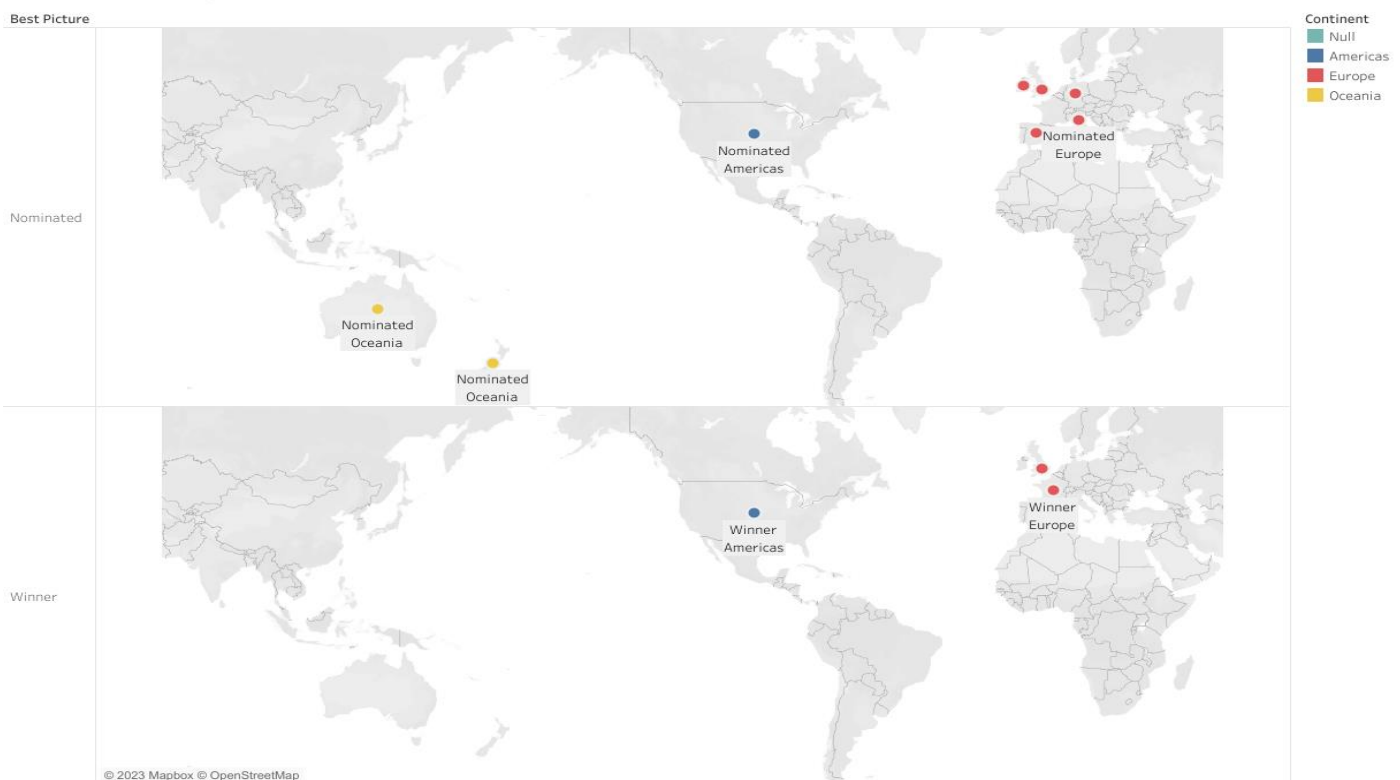 Best Picture
Continent
Null
Americas
Europe
Oceania
Nominated
Nominated
Americas
Nominated
Europe
Nominated
Oceania
Nominated
Oceania
Winner
Winner
Americas
Winner
Europe
© 2023 Mapbox © OpenStreetMap